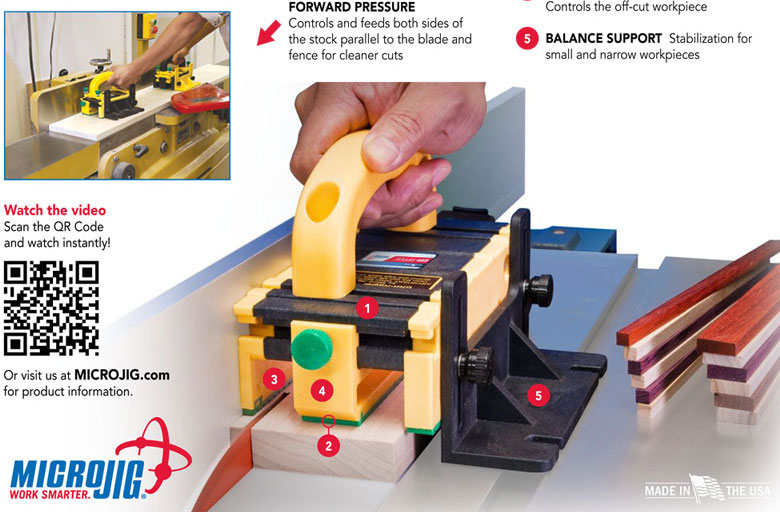 FORWARD PRESSURE
Controls and feeds both sides of
the stock parallel to the blade and
fence for cleaner cuts
Controls the off-cut workpiece
5 BALANCE SUPPORT Stabilization for
small and narrow workpieces
Watch the video
Scan the QR Code
and watch instantly!
Or visit us at MICROJIG.com
for product information.
1
3
4
5
2
MICROJIG®
WORK SMARTER.
MADE IN THE USA